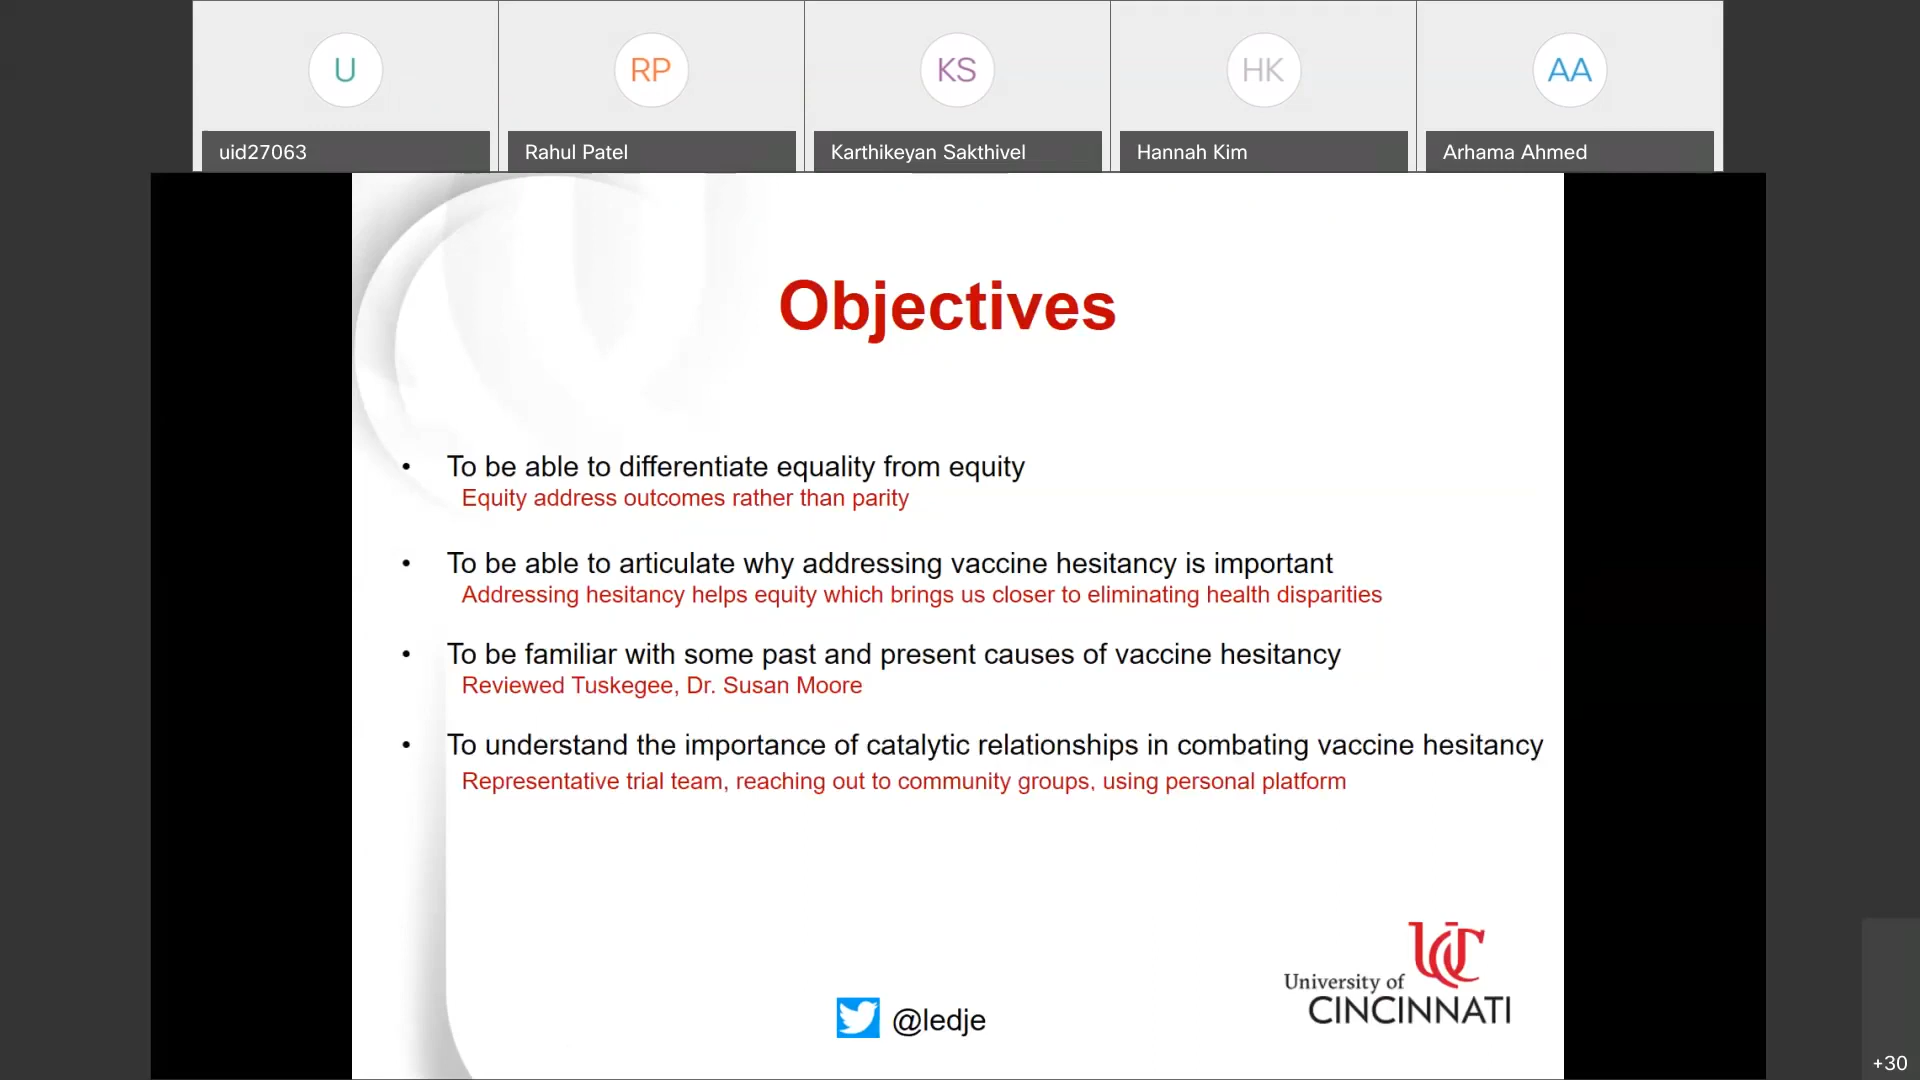 U
RP
KS
HK
AA
uid27063
Rahul Patel
Karthikeyan Sakthivel
Hannah Kim
Arhama Ahmed
Objectives
• To be able to differentiate equality from equity
Equity address outcomes rather than parity
• To be able to articulate why addressing vaccine hesitancy is important
Addressing hesitancy helps equity which brings us closer to eliminating health disparities
• To be familiar with some past and present causes of vaccine hesitancy
Reviewed Tuskegee, Dr. Susan Moore
• To understand the importance of catalytic relationships in combating vaccine hesitancy
Representative trial team, reaching out to community groups, using personal platform
@ledje
UC
University of
CINCINNATI
+30